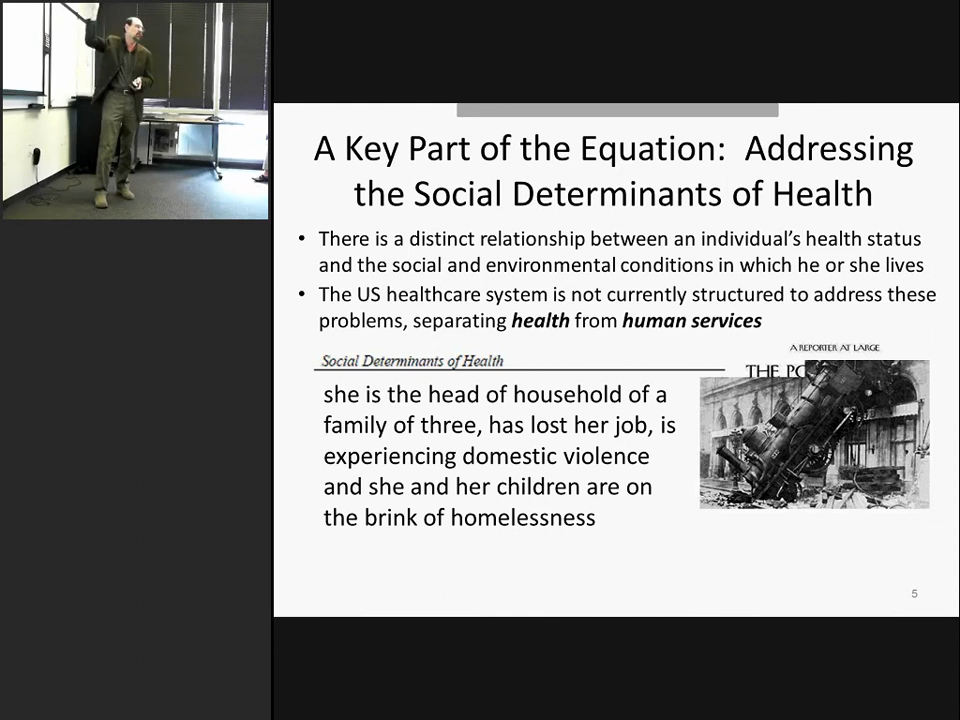 A Key Part of the Equation: Addressing
the Social Determinants of Health
• There is a distinct relationship between an individual's health status
and the social and environmental conditions in which he or she lives
• The US healthcare system is not currently structured to address these
problems, separating health from human services
A REPORTER AT LARGE
Social Determinants of Health
THE PO
she is the head of household of a
family of three, has lost her job, is
experiencing domestic violence
and she and her children are on
the brink of homelessness
5